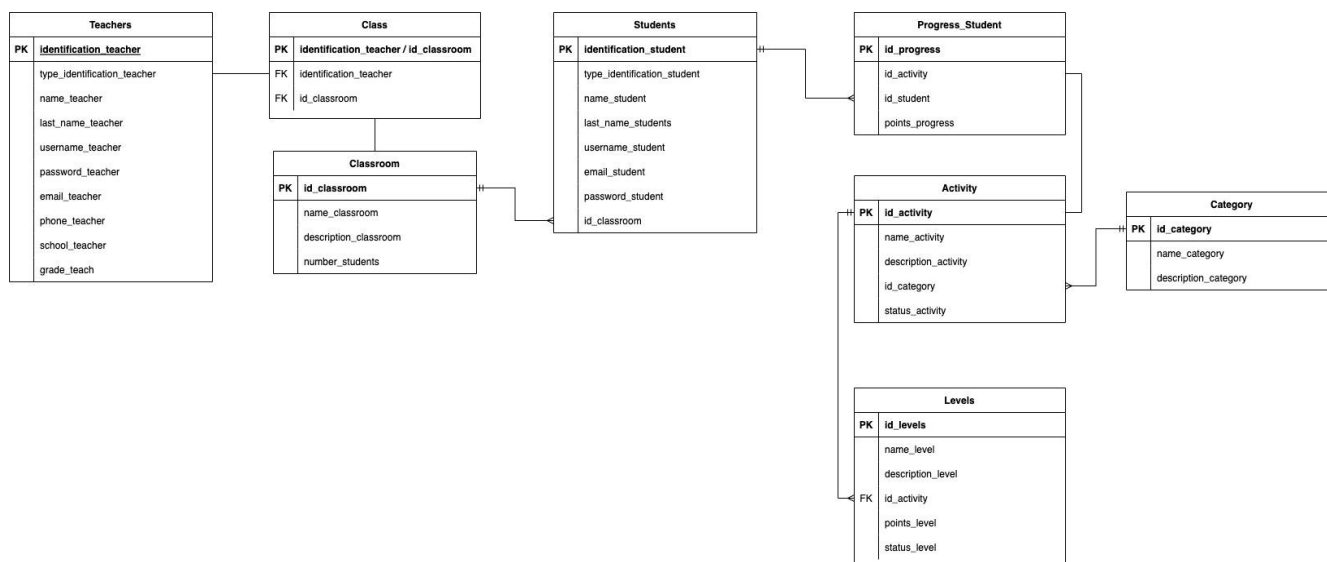 Teachers
PK identification_teacher
type_identification_teacher
name_teacher
last_name_teacher
username_teacher
password_teacher
email_teacher
phone_teacher
school_teacher
grade_teach
Class
PK identification_teacher / id_classroom
FK identification_teacher
FK id_classroom
Classroom
PK id_classroom
name_classroom
description_classroom
number_students
Students
PK identification_student
type_identification_student
name_student
last_name_students
username_student
email_student
password_student
id_classroom
Progress_Student
PK id_progress
id_activity
id_student
points_progress
Activity
PK id_activity
name_activity
description_activity
id_category
status_activity
Category
PK id_category
name_category
description_category
Levels
PK id_levels
name_level
description_level
FK id_activity
points_level
status_level